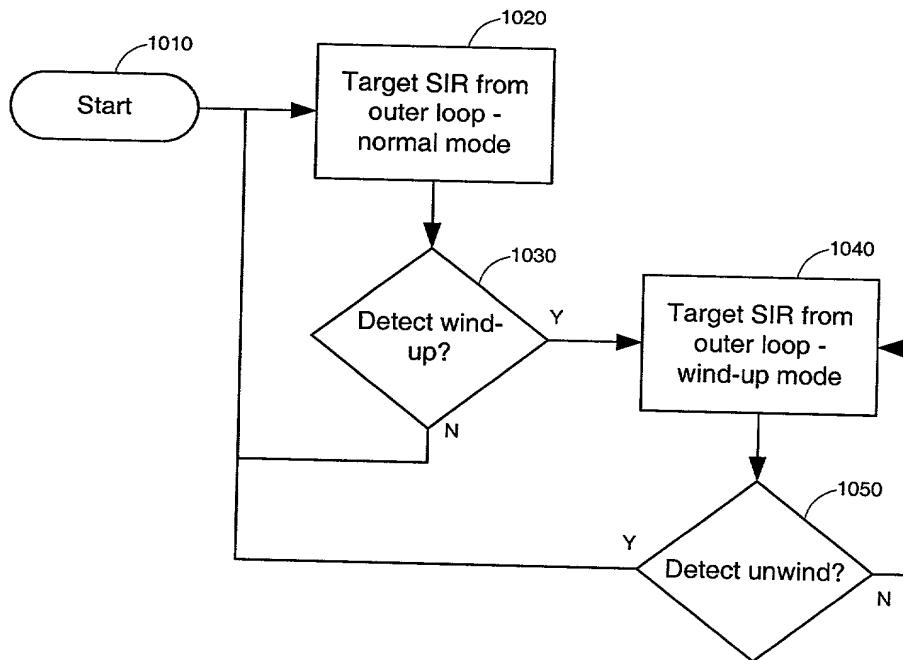 1010
Start
1020
Target SIR from
outer loop -
normal mode
1030
Detect wind-
up?
Y
N
1040
Target SIR from
outer loop -
wind-up mode
1050
Detect unwind?
Y
N